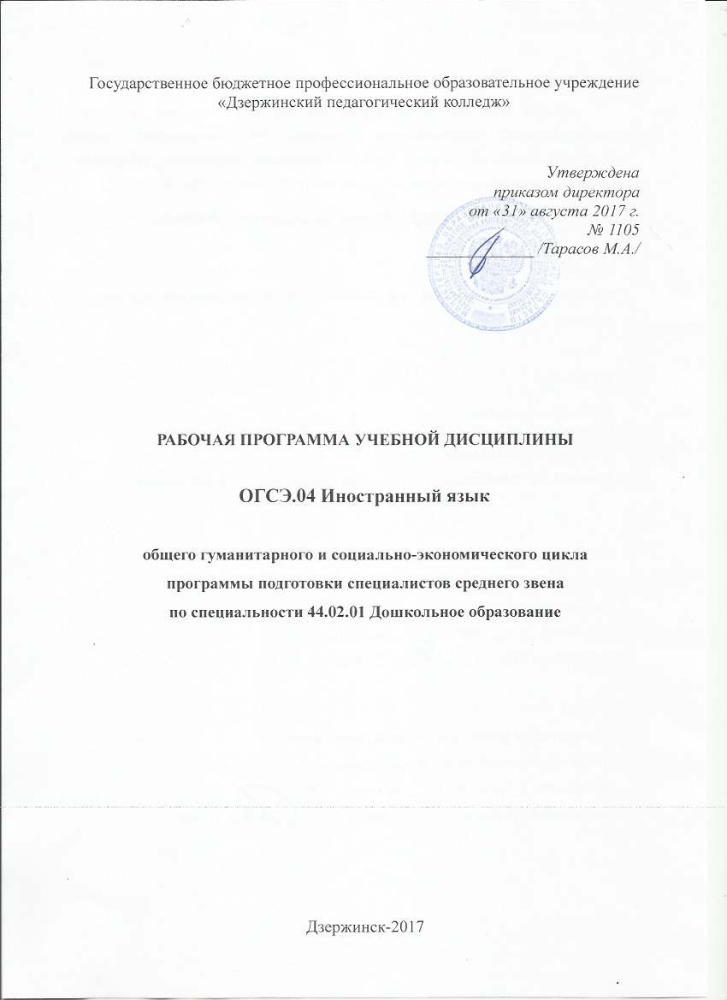 Государственное бюджетное профессиональное образовательное учреждение
«Дзержинский педагогический колледж»
Утверждена
приказом директора
от «31» августа 2017 г.
№ 1105
________________ /Тарасов М.А./
РАБОЧАЯ ПРОГРАММА УЧЕБНОЙ ДИСЦИПЛИНЫ
ОГСЭ.04 Иностранный язык
общего гуманитарного и социально-экономического цикла
программы подготовки специалистов среднего звена
по специальности 44.02.01 Дошкольное образование
Дзержинск-2017